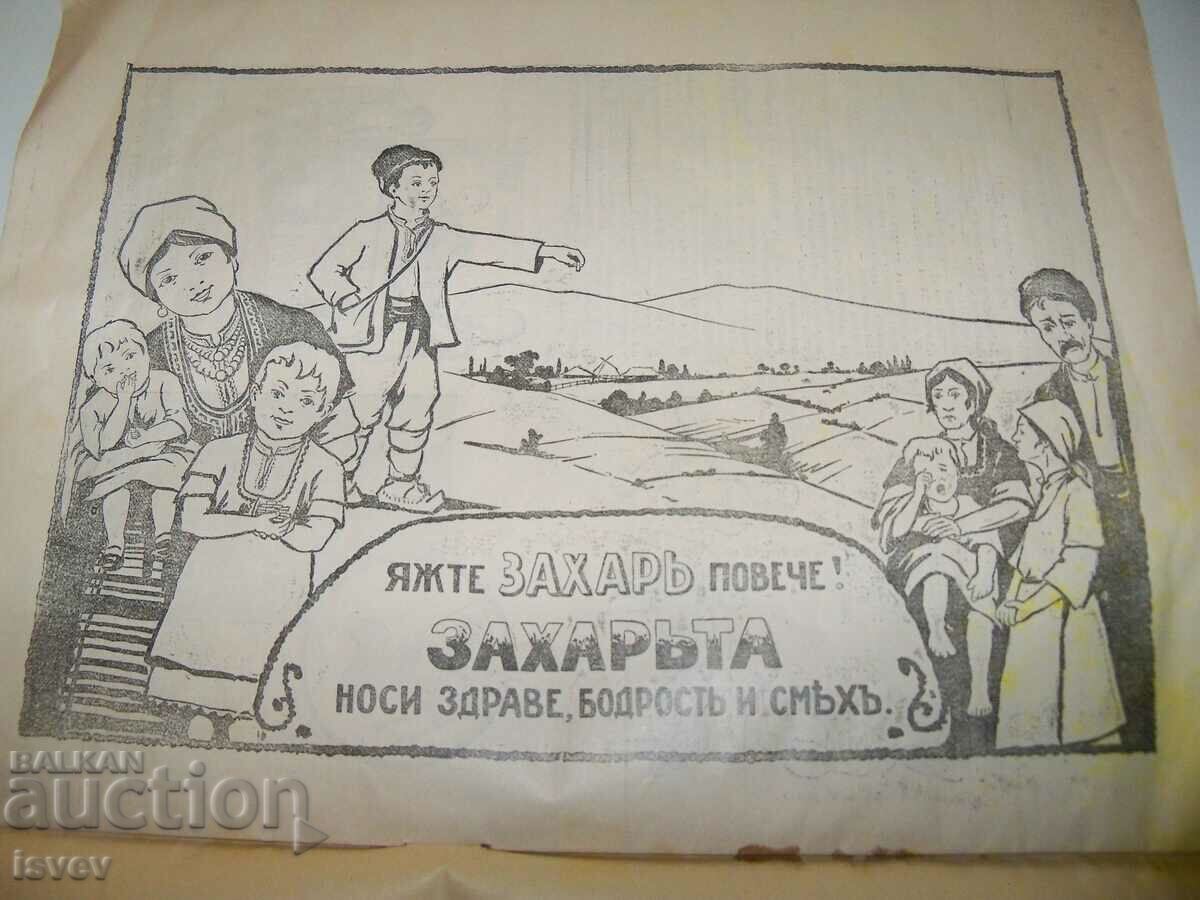 ЯЖТЕ ЗАХАРЬ ПОВЕЧЕ!
ЗАХАРЬТА
НОСИ ЗДРАВЕ, БОДРОСТЬ И СМѢХЪ.
BALKAN
auction
isvev